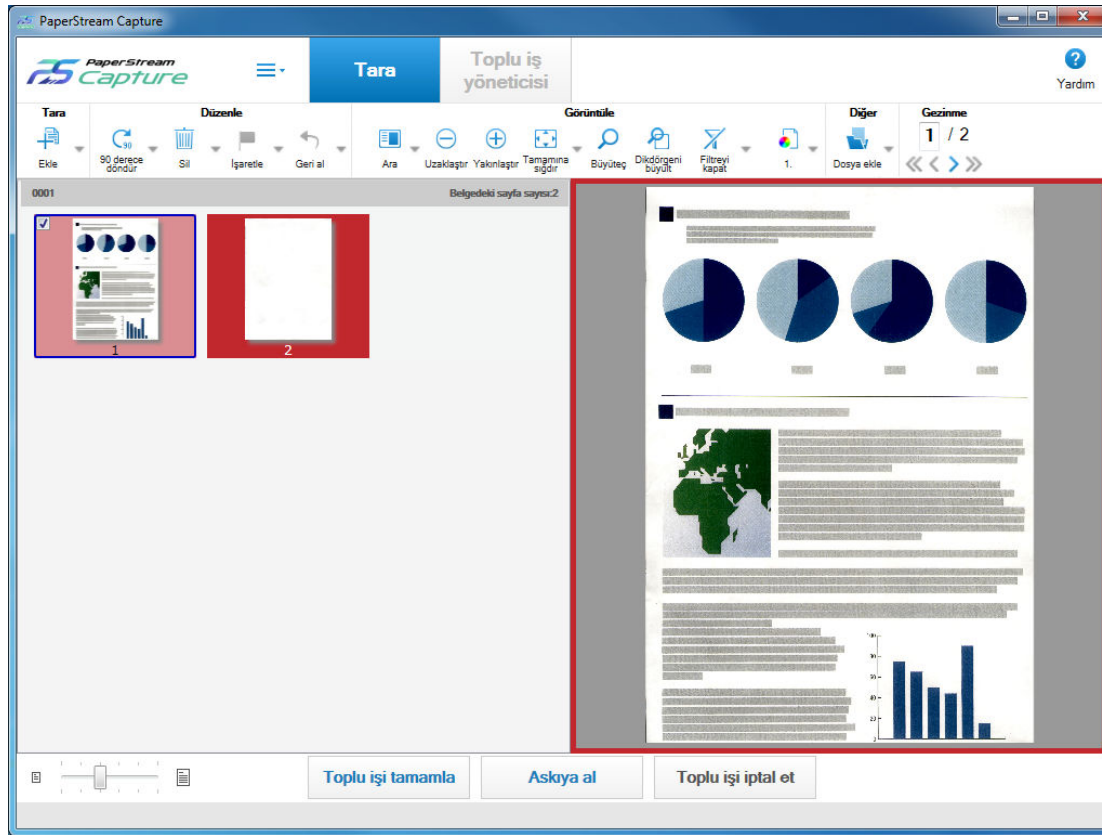 PaperStream Capture
PaperStream
Capture
Tara
Toplu iş
yöneticisi
Yardım
Tara
Düzenle
Görüntüle
Diğer
Gezinme
1 / 2
Ekle
90
90 derece
döndür
Sil
İşaretle
Geri al
Ara
Uzaklaştır
Yakınlaştır
Tamamına
sığdır
Büyüteç
Dikdörgeni
büyült
Filtreyi
kapat
1.
Dosya ekle
0001
Belgedeki sayfa sayısı:2
1
2
Toplu işi tamamla
Askıya al
Toplu işi iptal et